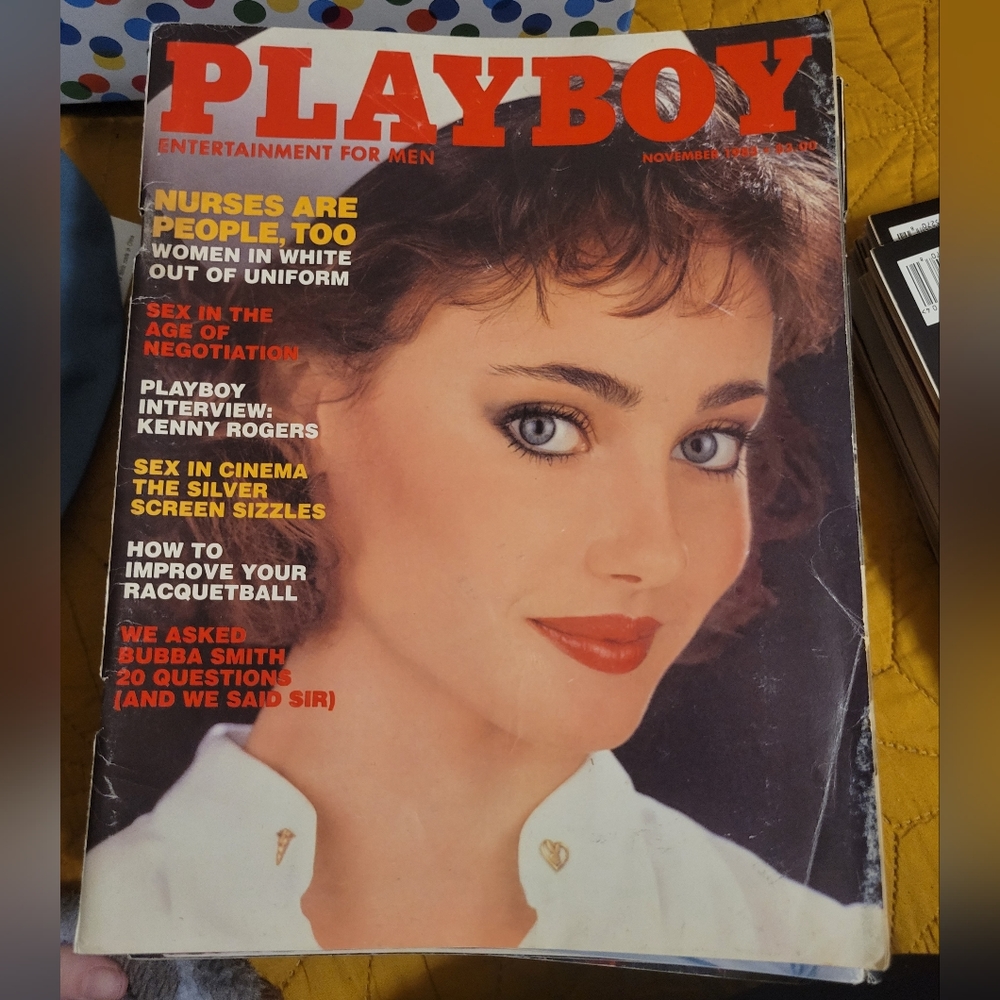 PLAYBOY
ENTERTAINMENT FOR MEN
NOVEMBER
NURSES ARE
PEOPLE, TOO
WOMEN IN WHITE
OUT OF UNIFORM
SEX IN THE
AGE OF
NEGOTIATION
PLAYBOY
INTERVIEW:
KENNY ROGERS
SEX IN CINEMA
THE SILVER
SCREEN SIZZLES
HOW TO
IMPROVE YOUR
RACQUETBALL
WE ASKED
BUBBA SMITH
20 QUESTIONS
(AND WE SAID SIR)